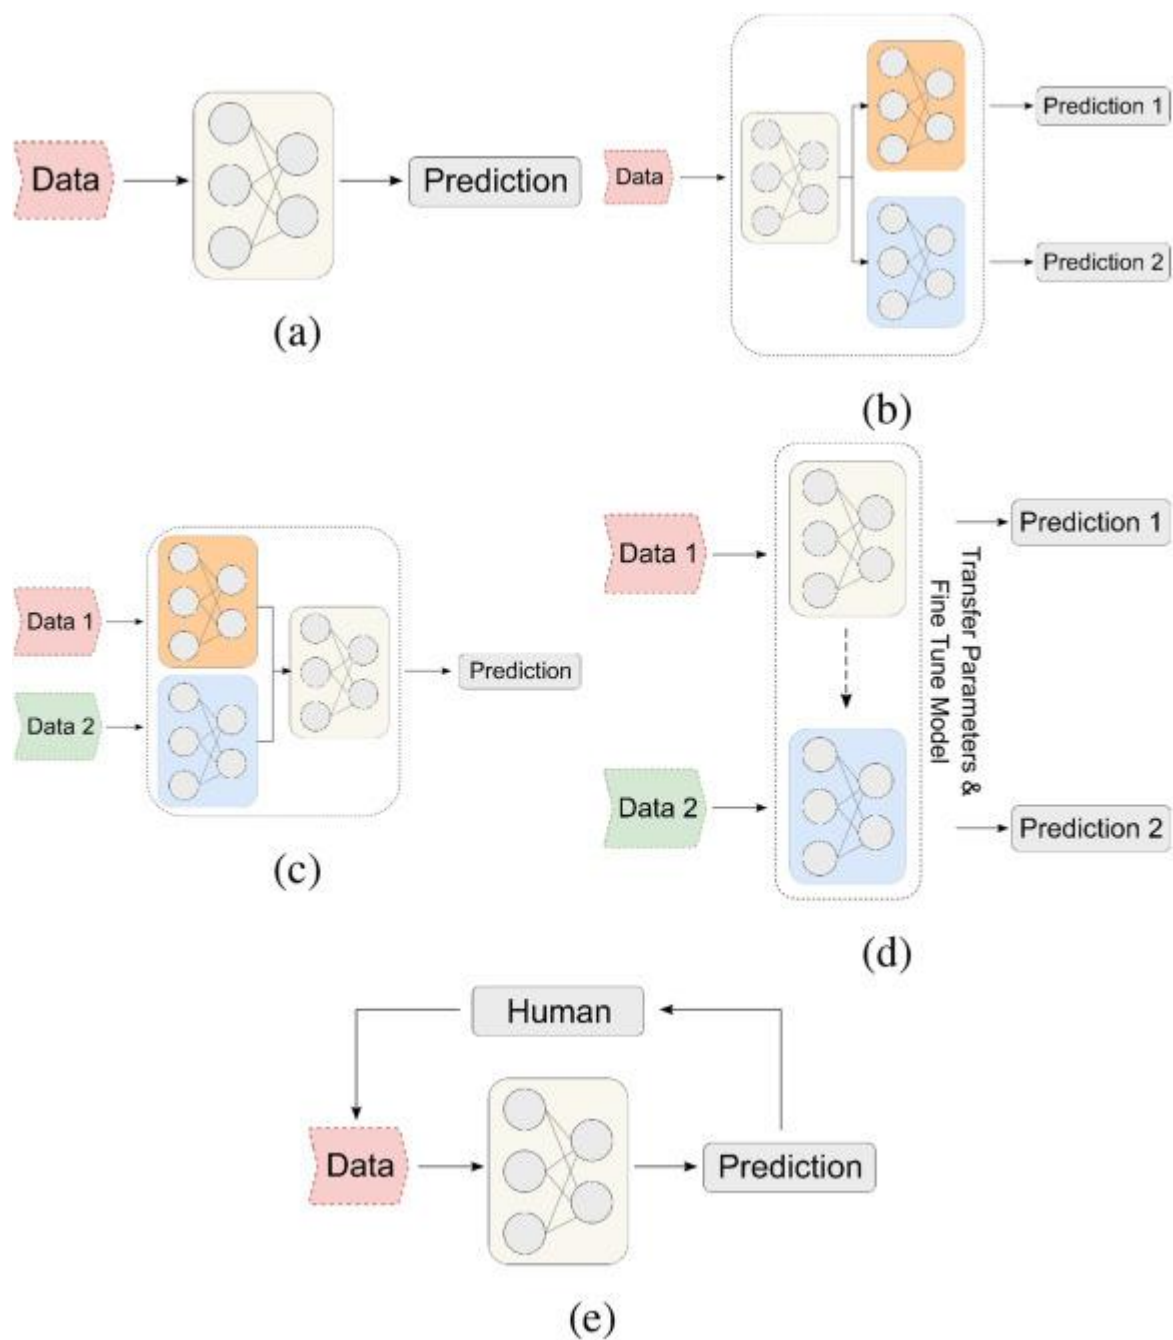 Data
Prediction
(a)
Data
Prediction 1
Prediction 2
(b)
Data 1
Data 2
Prediction
(c)
Data 1
Prediction 1
Transfer Parameters &
Fine Tune Model
Data 2
Prediction 2
(d)
Human
Data
Prediction
(e)